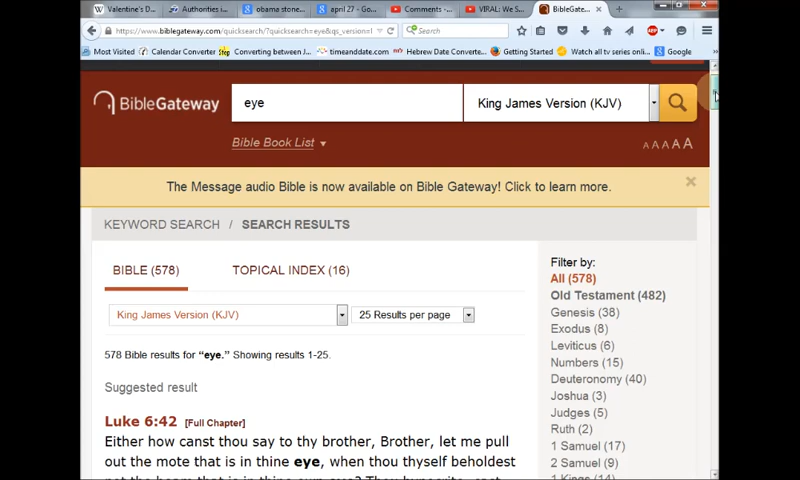 Valentine's D...
Authorities i...
obama stone...
april 27 - Go...
Comments -...
VIRAL: We S...
BibleGate...
https://www.biblegateway.com/quicksearch/?quicksearch=eye&qs_version=l
Search
ABP
Most Visited
Calendar Converter
Converting between J...
timeanddate.com
Hebrew Date Converte...
Getting Started
Watch all tv series onli...
Google
BibleGateway
eye
King James Version (KJV)
Bible Book List
A A A A A
The Message audio Bible is now available on Bible Gateway! Click to learn more.
KEYWORD SEARCH / SEARCH RESULTS
BIBLE (578)
TOPICAL INDEX (16)
King James Version (KJV)
25 Results per page
578 Bible results for “eye.” Showing results 1-25.
Suggested result
Luke 6:42 [Full Chapter]
Either how canst thou say to thy brother, Brother, let me pull
out the mote that is in thine eye, when thou thyself beholdest
Filter by:
All (578)
Old Testament (482)
Genesis (38)
Exodus (8)
Leviticus (6)
Numbers (15)
Deuteronomy (40)
Joshua (3)
Judges (5)
Ruth (2)
1 Samuel (17)
2 Samuel (9)
1 Kings (14)